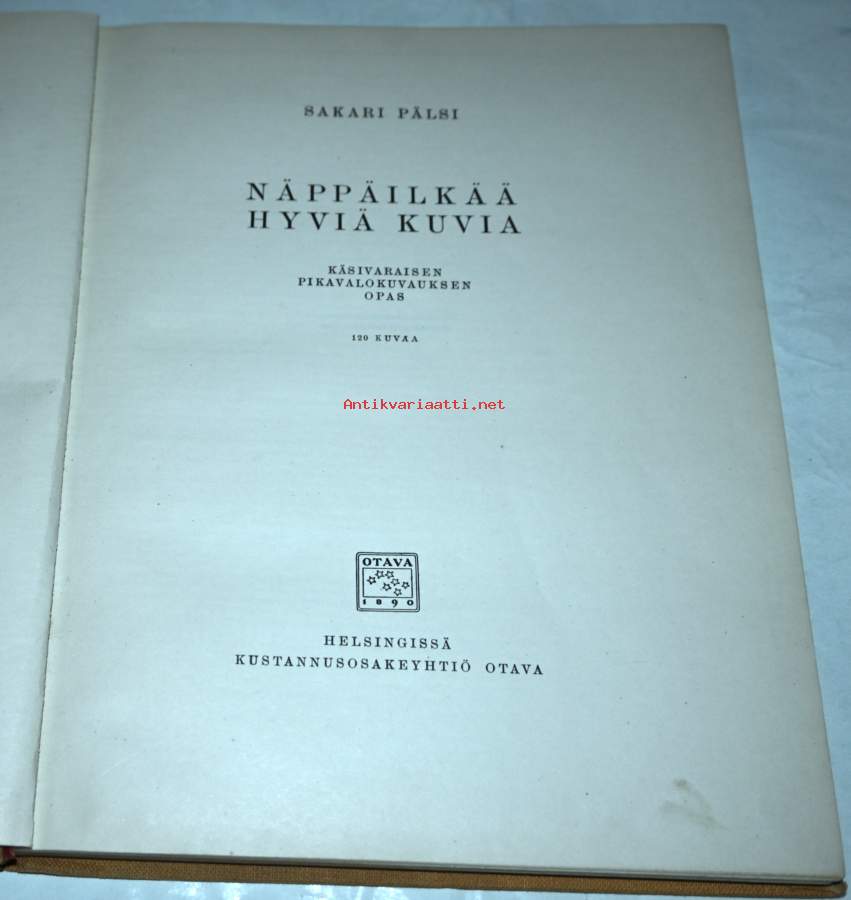 SAKARI PÄLSI
NÄPPÄILKÄÄ
HYVIÄ KUVIA
KÄSIVARAISEN
PIKAVALOKUVAUKSEN
OPAS
120 KUVAA
Antikvariaatti.net
OTAVA
1890
HELSINGISSÄ
KUSTANNUSOSAKEYHTIÖ OTAVA